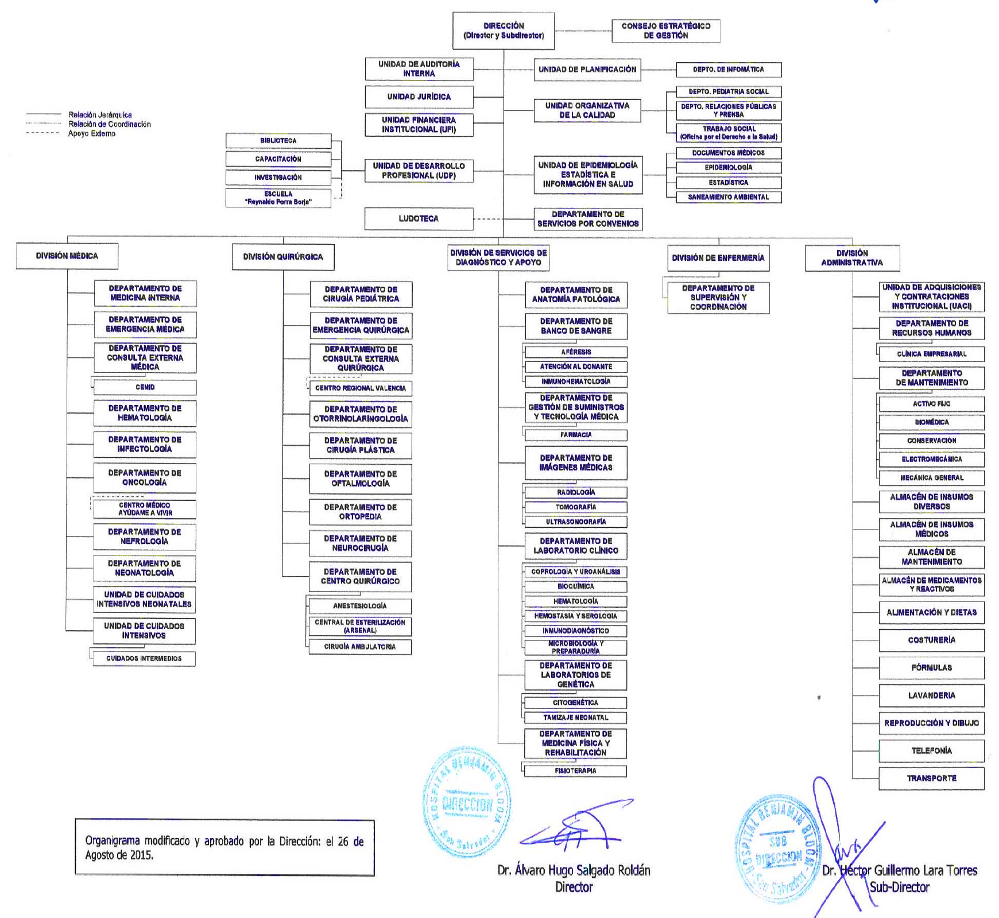 DIRECCIÓN
(Director y Subdirector)
CONSEJO ESTRATÉGICO
DE GESTIÓN
UNIDAD DE AUDITORÍA
INTERNA
UNIDAD DE PLANIFICACIÓN
DEPTO. DE INFOMÁTICA
UNIDAD JURÍDICA
UNIDAD ORGANIZATIVA
DE LA CALIDAD
DEPTO. PEDIATRIA SOCIAL
DEPTO. RELACIONES PÚBLICAS
Y PRENSA
TRABAJO SOCIAL
(Oficina por el Derecho a la Salud)
Relación Jerárquica
Relación de Coordinación
Apoyo Externo
UNIDAD FINANCIERA
INSTITUCIONAL (UFI)
BIBLIOTECA
CAPACITACIÓN
INVESTIGACIÓN
ESCUELA
"Reynaldo Porra Borja"
UNIDAD DE DESARROLLO
PROFESIONAL (UDP)
UNIDAD DE EPIDEMIOLOGÍA
ESTADÍSTICA E
INFORMACIÓN EN SALUD
DOCUMENTOS MÉDICOS
EPIDEMIOLOGÍA
ESTADÍSTICA
SANEAMIENTO AMBIENTAL
LUDOTECA
DEPARTAMENTO DE
SERVICIOS POR CONVENIOS
DIVISIÓN MÉDICA
DEPARTAMENTO DE
MEDICINA INTERNA
DEPARTAMENTO DE
EMERGENCIA MÉDICA
DEPARTAMENTO DE
CONSULTA EXTERNA
MÉDICA
CENID
DEPARTAMENTO DE
HEMATOLOGÍA
DEPARTAMENTO DE
INFECTOLOGÍA
DEPARTAMENTO DE
ONCOLOGÍA
CENTRO MÉDICO
AYÚDAME A VIVIR
DEPARTAMENTO DE
NEFROLOGÍA
DEPARTAMENTO DE
NEONATOLOGÍA
UNIDAD DE CUIDADOS
INTENSIVOS NEONATALES
UNIDAD DE CUIDADOS
INTENSIVOS
CUIDADOS INTERMEDIOS
DIVISIÓN QUIRÚRGICA
DEPARTAMENTO DE
CIRUGÍA PEDIÁTRICA
DEPARTAMENTO DE
EMERGENCIA QUIRÚRGICA
DEPARTAMENTO DE
CONSULTA EXTERNA
QUIRÚRGICA
CENTRO REGIONAL VALENCIA
DEPARTAMENTO DE
OTORRINOLARINGOLOGÍA
DEPARTAMENTO DE
CIRUGÍA PLÁSTICA
DEPARTAMENTO DE
OFTALMOLOGÍA
DEPARTAMENTO DE
ORTOPEDIA
DEPARTAMENTO DE
NEUROCIRUGÍA
DEPARTAMENTO DE
CENTRO QUIRÚRGICO
ANESTESIOLOGÍA
CENTRAL DE ESTERILIZACIÓN
(ARSENAL)
CIRUGÍA AMBULATORIA
DIVISIÓN DE SERVICIOS DE
DIAGNÓSTICO Y APOYO
DEPARTAMENTO DE
ANATOMÍA PATOLÓGICA
DEPARTAMENTO DE
BANCO DE SANGRE
AFÉRESIS
ATENCIÓN AL DONANTE
INMUNOHEMATOLOGÍA
DEPARTAMENTO DE
GESTIÓN DE SUMINISTROS
Y TECNOLOGÍA MÉDICA
FARMACIA
DEPARTAMENTO DE
IMÁGENES MÉDICAS
RADIOLOGÍA
TOMOGRAFÍA
ULTRASONOGRAFÍA
DEPARTAMENTO DE
LABORATORIO CLÍNICO
COPROLOGÍA Y UROANÁLISIS
BIOQUÍMICA
HEMATOLOGÍA
HEMOSTASIA Y SEROLOGIA
INMUNODIAGNÓSTICO
MICROBIOLOGÍA Y
PREPARADURÍA
DEPARTAMENTO DE
LABORATORIOS DE
GENÉTICA
CITOGENÉTICA
TAMIZAJE NEONATAL
DEPARTAMENTO DE
MEDICINA FÍSICA Y
REHABILITACIÓN
FISIOTERAPIA
DIVISIÓN DE ENFERMERÍA
DEPARTAMENTO DE
SUPERVISIÓN Y
COORDINACIÓN
DIVISIÓN
ADMINISTRATIVA
UNIDAD DE ADQUISICIONES
Y CONTRATACIONES
INSTITUCIONAL (UACI)
DEPARTAMENTO DE
RECURSOS HUMANOS
CLÍNICA EMPRESARIAL
DEPARTAMENTO
DE MANTENIMIENTO
ACTIVO FIJO
BIOMÉDICA
CONSERVACIÓN
ELECTROMECÁNICA
MECÁNICA GENERAL
ALMACÉN DE INSUMOS
DIVERSOS
ALMACÉN DE INSUMOS
MÉDICOS
ALMACÉN DE
MANTENIMIENTO
ALMACÉN DE MEDICAMENTOS
Y REACTIVOS
ALIMENTACIÓN Y DIETAS
COSTURERÍA
FÓRMULAS
LAVANDERIA
REPRODUCCIÓN Y DIBUJO
TELEFONÍA
TRANSPORTE
Organigrama modificado y aprobado por la Dirección: el 26 de
Agosto de 2015.
HOSPITAL BENJAMIN BLOOM
DIRECCION
San Salvador
Dr. Álvaro Hugo Salgado Roldán
Director
HOSPITAL BENJAMIN BLOOM
SUB
DIRECCION
San Salvador
Dr. Héctor Guillermo Lara Torres
Sub-Director